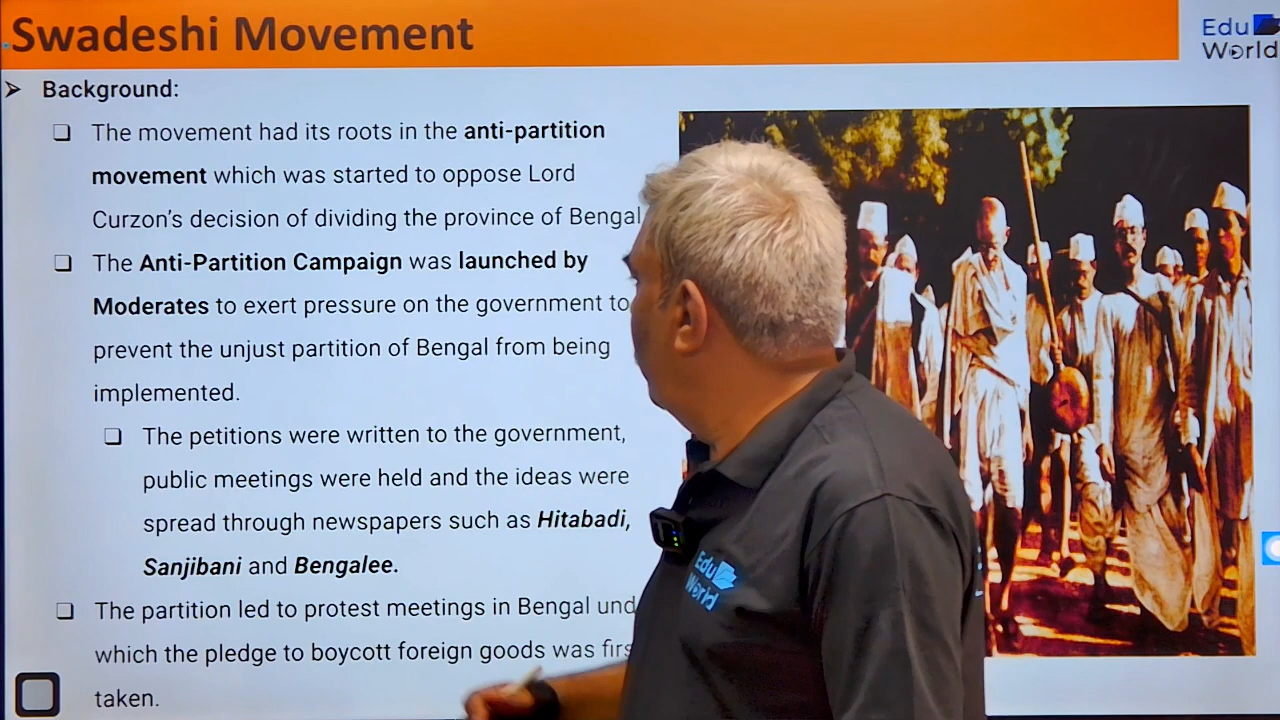 Swadeshi Movement
Edu
World
Background:
The movement had its roots in the anti-partition
movement which was started to oppose Lord
Curzon's decision of dividing the province of Bengal
The Anti-Partition Campaign was launched by
Moderates to exert pressure on the government to
prevent the unjust partition of Bengal from being
implemented.
The petitions were written to the government,
public meetings were held and the ideas were
spread through newspapers such as Hitabadi,
Sanjibani and Bengalee.
The partition led to protest meetings in Bengal und
which the pledge to boycott foreign goods was firs
taken.
Edu
World